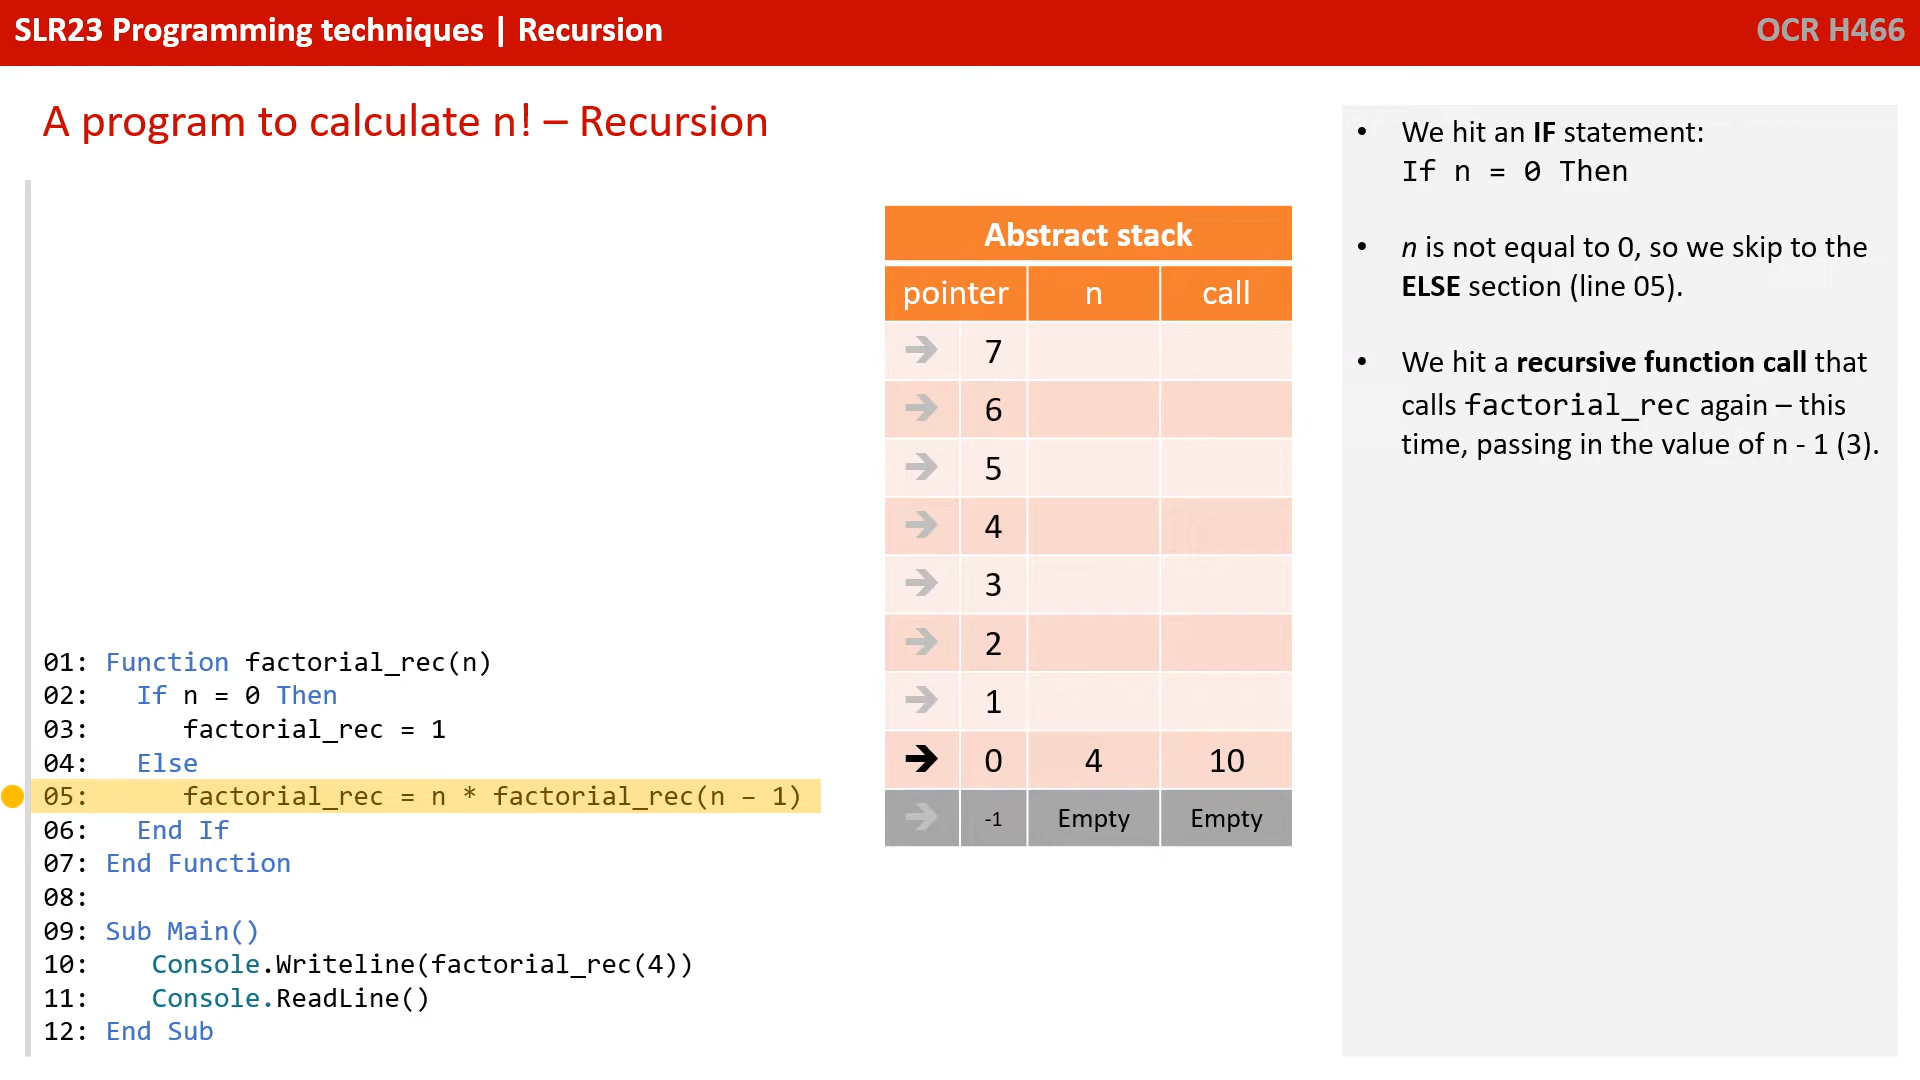 SLR23 Programming techniques | Recursion
OCR H466
A program to calculate n! – Recursion
01: Function factorial_rec(n)
02: If n = 0 Then
03: factorial_rec = 1
04: Else
05: factorial_rec = n * factorial_rec(n – 1)
06: End If
07: End Function
08:
09: Sub Main()
10: Console.Writeline(factorial_rec(4))
11: Console.ReadLine()
12: End Sub
Abstract stack
pointer n call
➔ 7
➔ 6
➔ 5
➔ 4
➔ 3
➔ 2
➔ 1
➔ 0 4 10
➔ -1 Empty Empty
• We hit an IF statement:
If n = 0 Then
• n is not equal to 0, so we skip to the
ELSE section (line 05).
• We hit a recursive function call that
calls factorial_rec again – this
time, passing in the value of n - 1 (3).